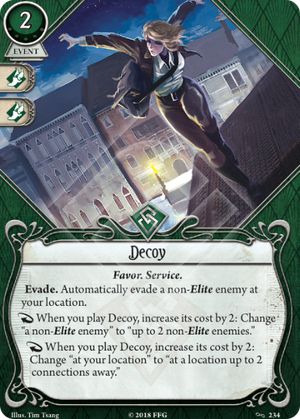 2
EVENT
Decoy
Favor. Service.
Evade. Automatically evade a non-Elite enemy at
your location.
When you play Decoy, increase its cost by 2: Change
"a non-Elite enemy" to "up to 2 non-Elite enemies."
When you play Decoy, increase its cost by 2:
Change "at your location" to "at a location up to 2
connections away."
Illus. Tim Tsang
© 2018 FFG
234